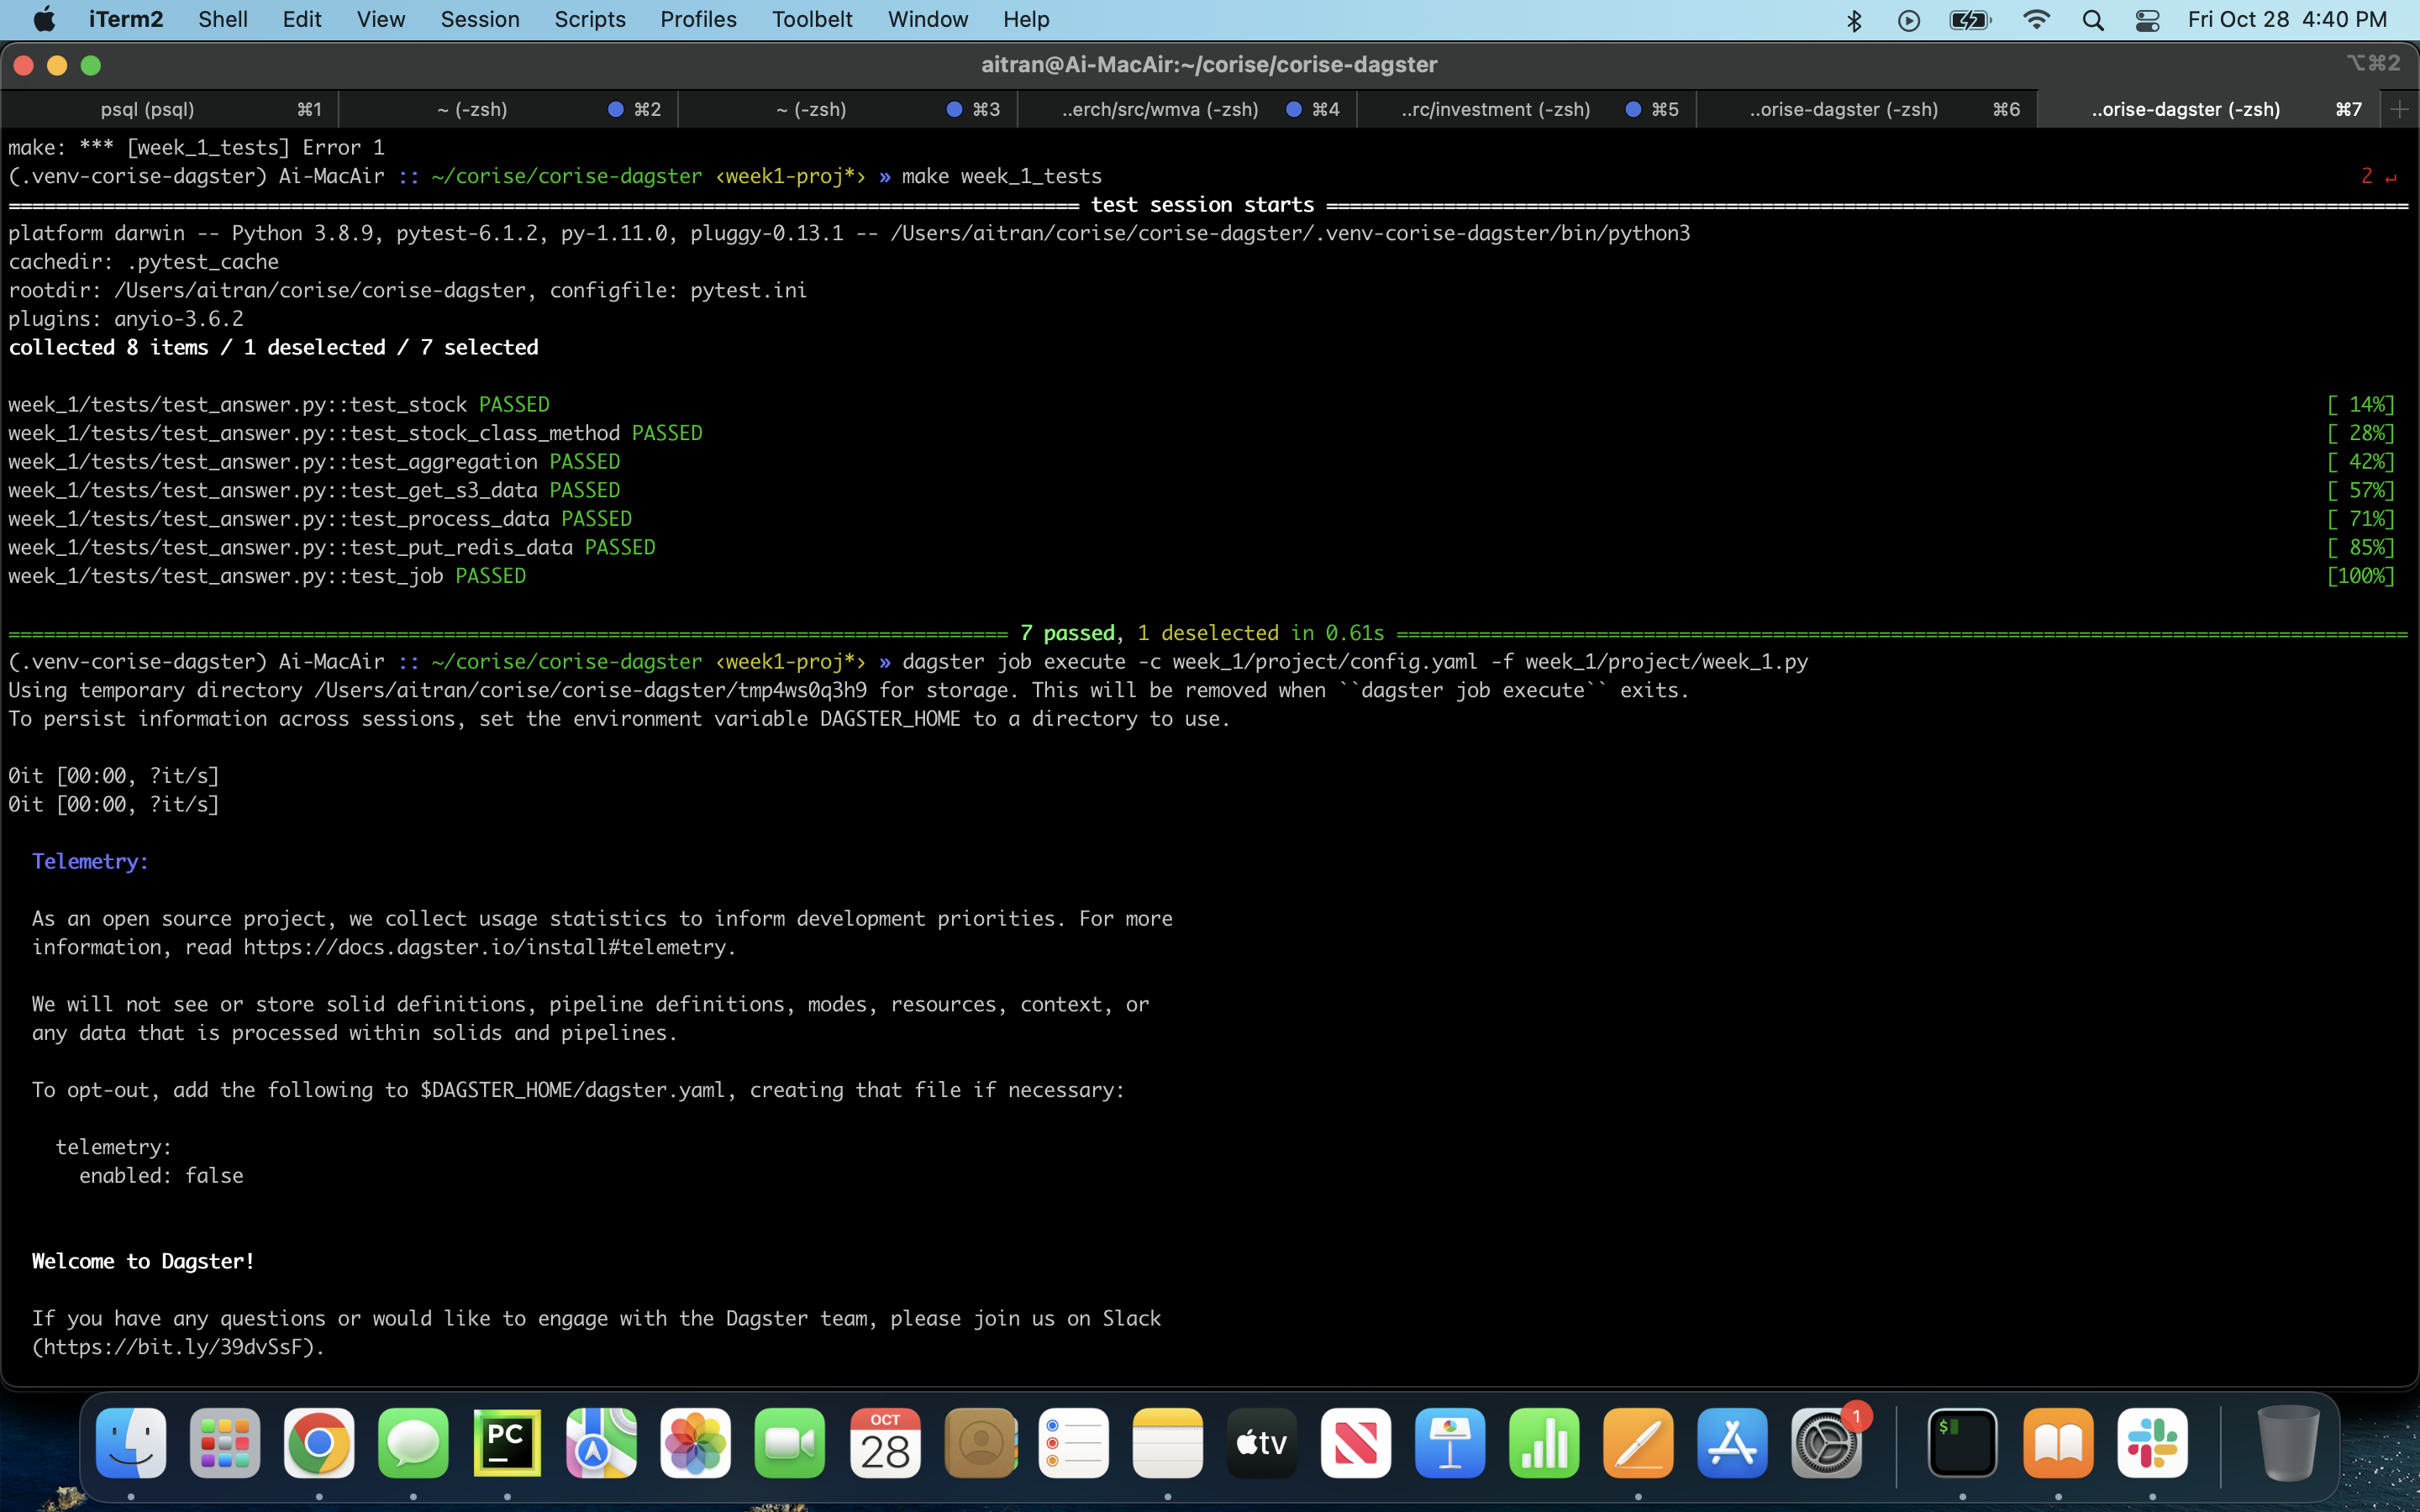 iTerm2 Shell Edit View Session Scripts Profiles Toolbelt Window Help Fri Oct 28 4:40 PM
aitran@Ai-MacAir:~/corise/corise-dagster ⌥⌘2
psql (psql) ⌘1 ~ (-zsh) ⌘2 ~ (-zsh) ⌘3 ..erch/src/wmva (-zsh) ⌘4 ..rc/investment (-zsh) ⌘5 ..orise-dagster (-zsh) ⌘6 ..orise-dagster (-zsh) ⌘7
make: *** [week_1_tests] Error 1
(.venv-corise-dagster) Ai-MacAir :: ~/corise/corise-dagster ‹week1-proj*› » make week_1_tests 2 ↵
test session starts
platform darwin -- Python 3.8.9, pytest-6.1.2, py-1.11.0, pluggy-0.13.1 -- /Users/aitran/corise/corise-dagster/.venv-corise-dagster/bin/python3
cachedir: .pytest_cache
rootdir: /Users/aitran/corise/corise-dagster, configfile: pytest.ini
plugins: anyio-3.6.2
collected 8 items / 1 deselected / 7 selected
week_1/tests/test_answer.py::test_stock PASSED [ 14%]
week_1/tests/test_answer.py::test_stock_class_method PASSED [ 28%]
week_1/tests/test_answer.py::test_aggregation PASSED [ 42%]
week_1/tests/test_answer.py::test_get_s3_data PASSED [ 57%]
week_1/tests/test_answer.py::test_process_data PASSED [ 71%]
week_1/tests/test_answer.py::test_put_redis_data PASSED [ 85%]
week_1/tests/test_answer.py::test_job PASSED [100%]
7 passed, 1 deselected in 0.61s
(.venv-corise-dagster) Ai-MacAir :: ~/corise/corise-dagster ‹week1-proj*› » dagster job execute -c week_1/project/config.yaml -f week_1/project/week_1.py
Using temporary directory /Users/aitran/corise/corise-dagster/tmp4ws0q3h9 for storage. This will be removed when ``dagster job execute`` exits.
To persist information across sessions, set the environment variable DAGSTER_HOME to a directory to use.
0it [00:00, ?it/s]
0it [00:00, ?it/s]
Telemetry:
As an open source project, we collect usage statistics to inform development priorities. For more
information, read https://docs.dagster.io/install#telemetry.
We will not see or store solid definitions, pipeline definitions, modes, resources, context, or
any data that is processed within solids and pipelines.
To opt-out, add the following to $DAGSTER_HOME/dagster.yaml, creating that file if necessary:
telemetry:
enabled: false
Welcome to Dagster!
If you have any questions or would like to engage with the Dagster team, please join us on Slack
(https://bit.ly/39dvSsF).
PC OCT 28 tv 1 $